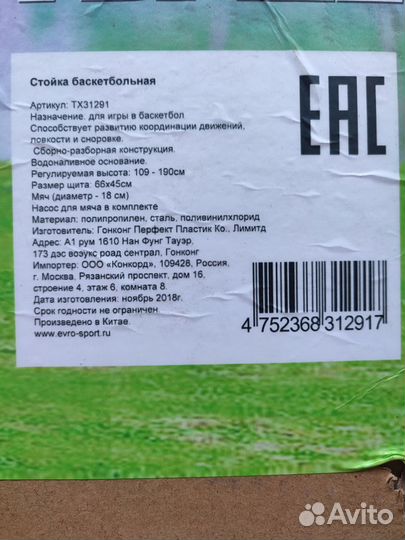 Стойка баскетбольная
Артикул: TX31291
Назначение: для игры в баскетбол
Способствует развитию координации движений,
ловкости и сноровке.
Сборно-разборная конструкция.
Водоналивное основание.
Регулируемая высота: 109 - 190см
Размер щита: 66х45см
Мяч (диаметр - 18 см)
Насос для мяча в комплекте
Материал: полипропилен, сталь, поливинилхлорид
Изготовитель: Гонконг Перфект Пластик Ко., Лимитд
Адрес: А1 рум 1610 Нан Фунг Тауэр,
173 дэс воэукс роад сентрал, Гонконг
Импортер: ООО «Конкорд», 109428, Россия,
г. Москва, Рязанский проспект, дом 16,
строение 4, этаж 6, комната 8.
Дата изготовления: ноябрь 2018г.
Срок годности не ограничен
Произведено в Китае.
www.evro-sport.ru
EAC
4 752368 312917
Avito